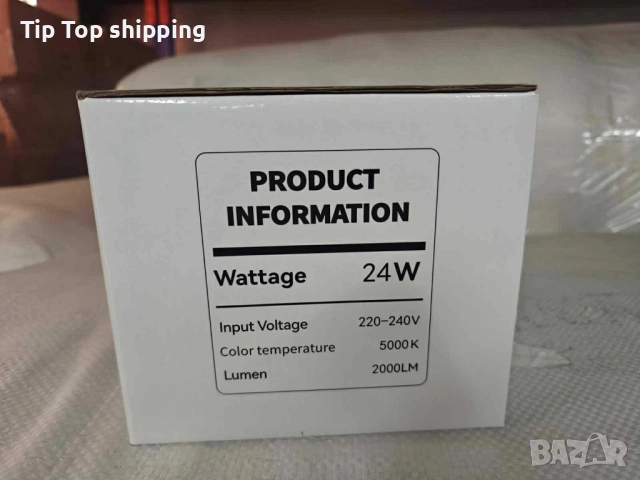 Tip Top shipping
PRODUCT
INFORMATION
Wattage 24W
Input Voltage 220-240V
Color temperature 5000K
Lumen 2000LM
BAZAR